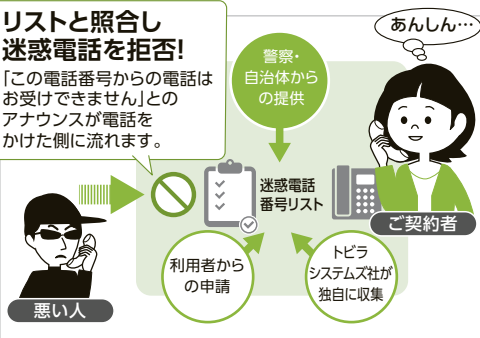 リストと照合し
迷惑電話を拒否!
「この電話番号からの電話は
お受けできません」との
アナウンスが電話を
かけた側に流れます。
あんしん…
警察・
自治体から
の提供
迷惑電話
番号リスト
ご契約者
利用者から
の申請
トビラ
システムズ社が
独自に収集
悪い人